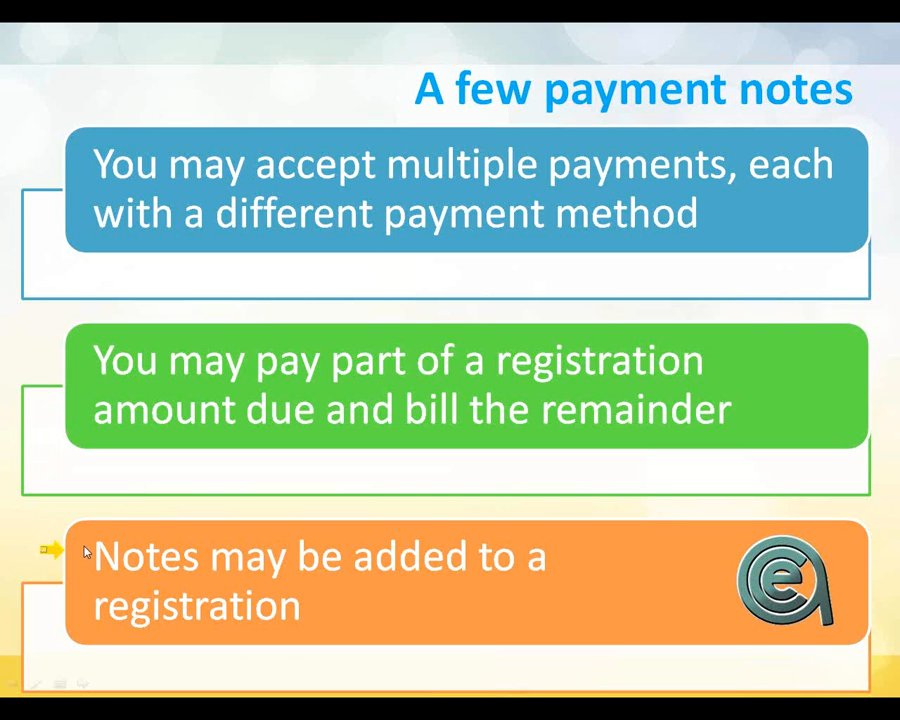 A few payment notes
You may accept multiple payments, each
with a different payment method
You may pay part of a registration
amount due and bill the remainder
Notes may be added to a
registration